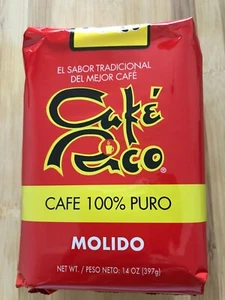 EL SABOR TRADICIONAL
DEL MEJOR CAFÉ
Café
Rico®
CAFE 100% PURO
MOLIDO
NET WT. / PESO NETO: 14 OZ (397g)